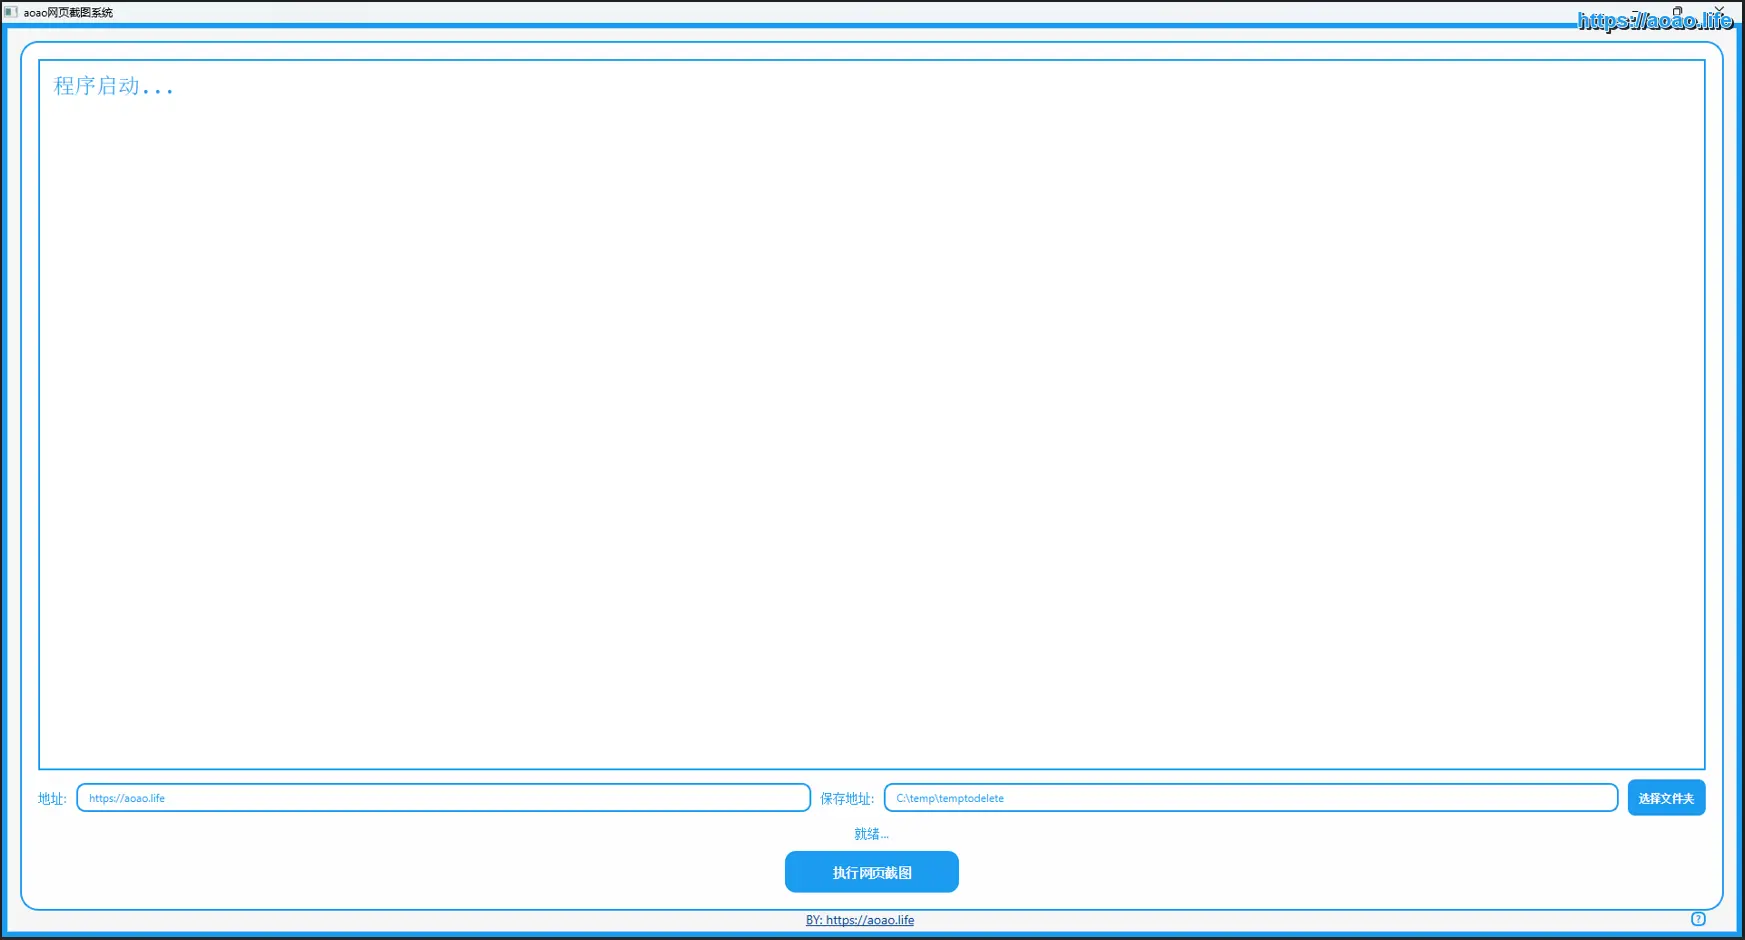 aoao网页截图系统
https://aoao.life
程序启动...
地址: https://aoao.life 保存地址: C:\temp\temptodelete 选择文件夹
就绪...
执行网页截图
BY: https://aoao.life
?